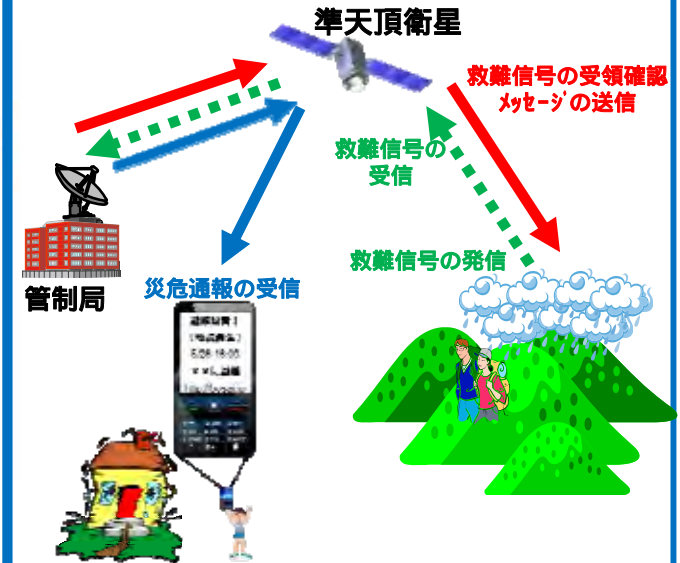 準天頂衛星
救難信号の受領確認
ﾒｯｾｰｼﾞの送信
救難信号の
受信
救難信号の発信
管制局
災危通報の受信